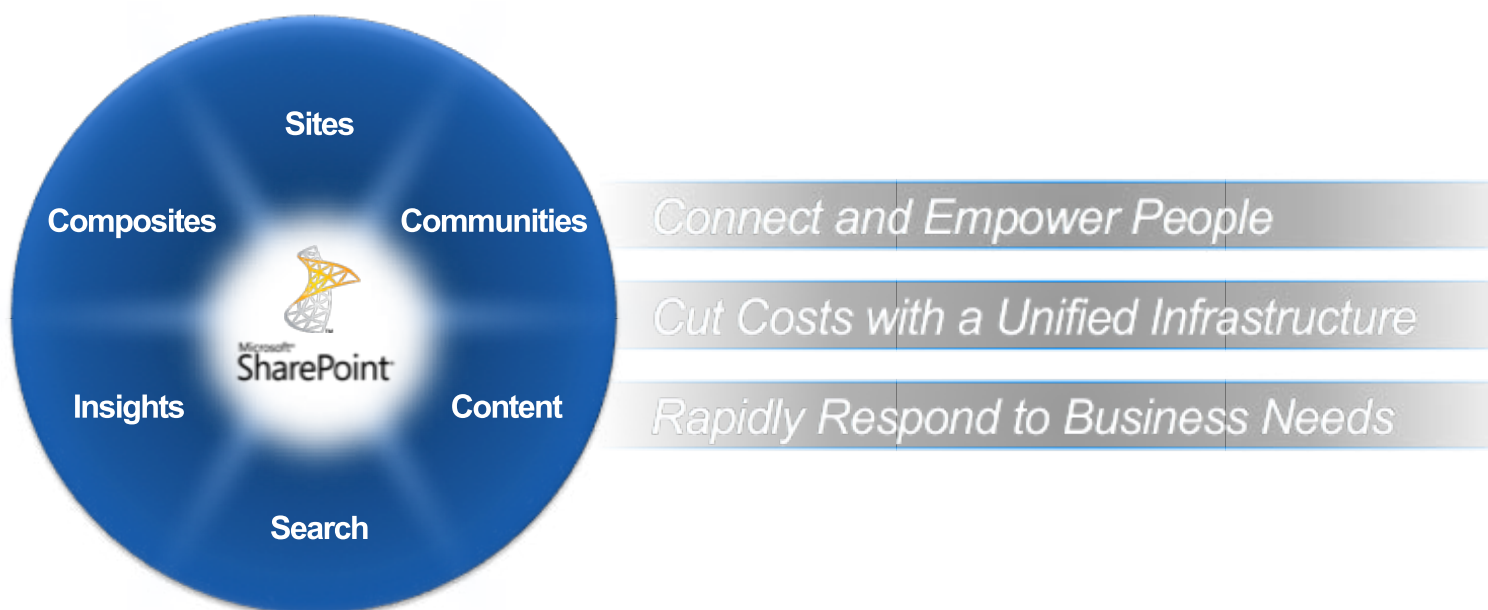 Sites
Composites
Communities
Microsoft®
SharePoint
™
Insights
Content
Search
Connect and Empower People
Cut Costs with a Unified Infrastructure
Rapidly Respond to Business Needs